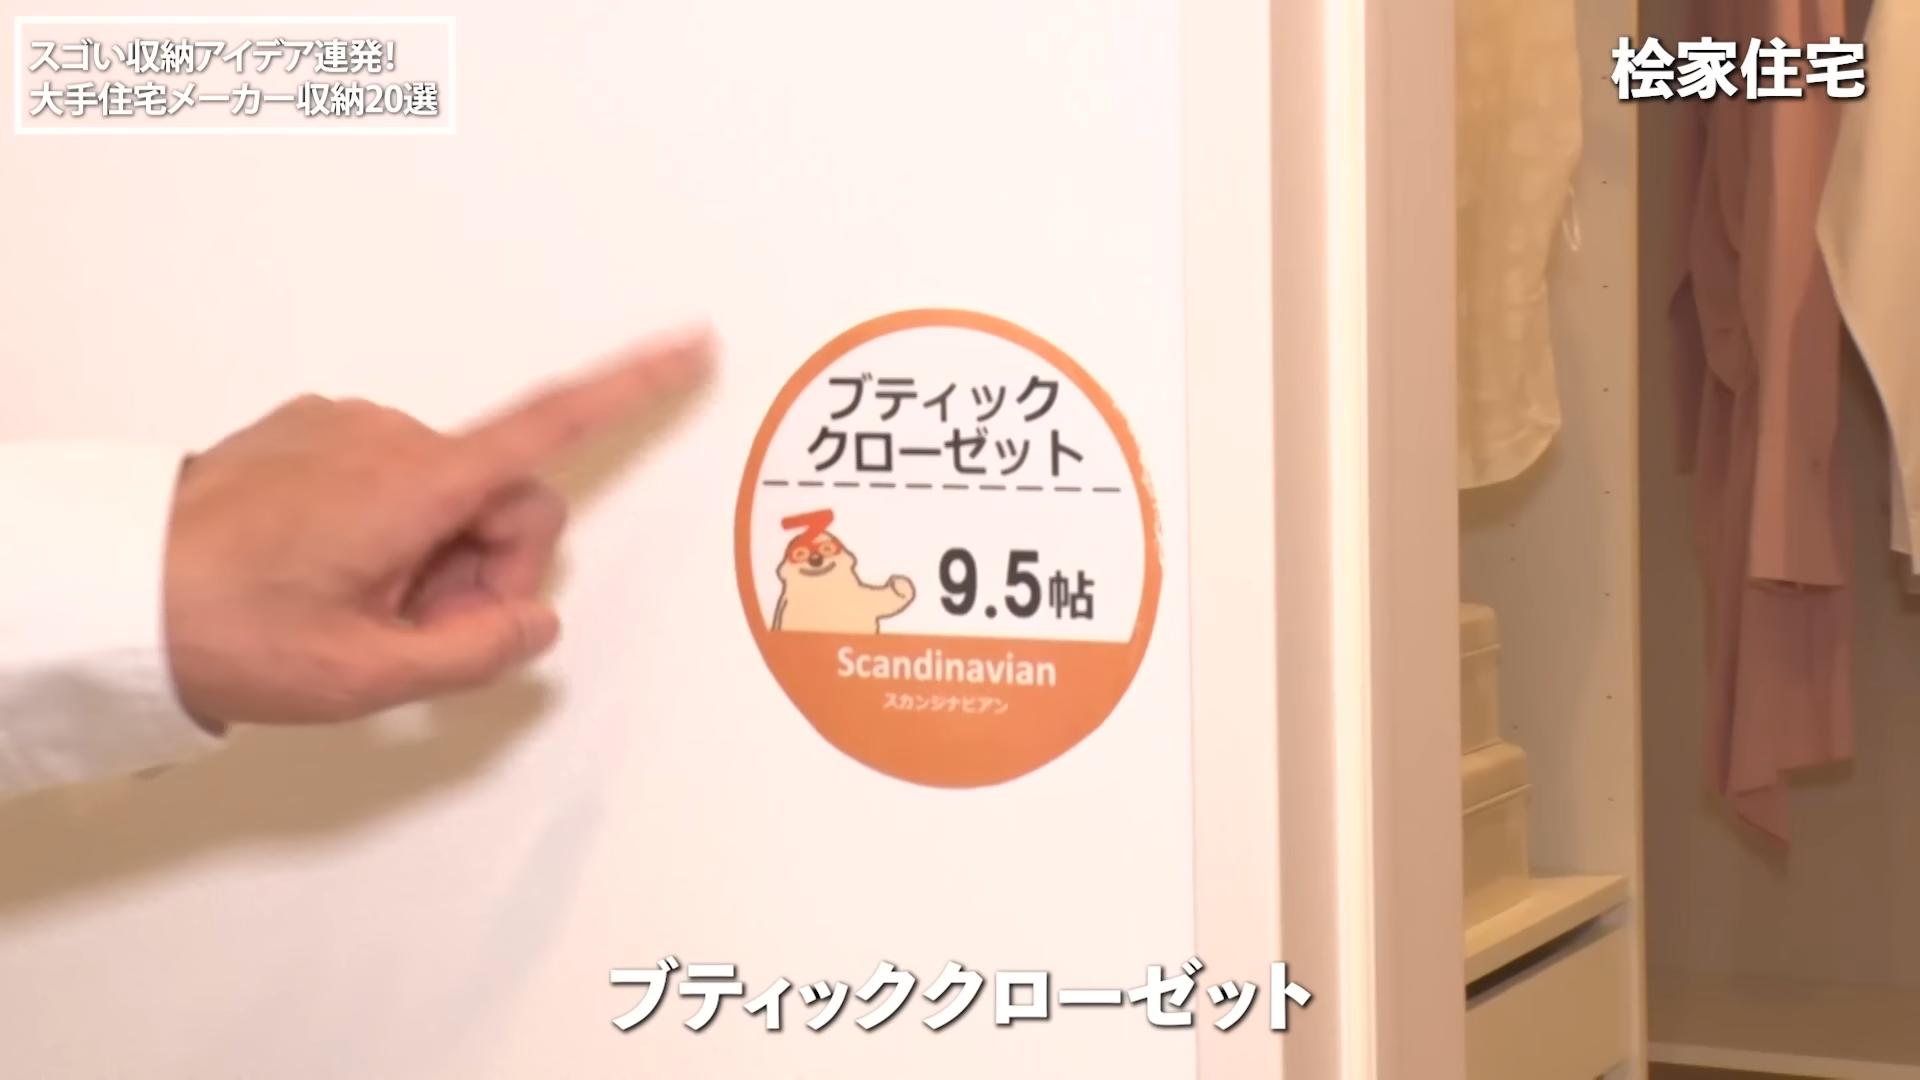 スゴい収納アイデア連発!
大手住宅メーカー収納20選
桧家住宅
ブティック
クローゼット
9.5帖
Scandinavian
スカンジナビアン
ブティッククローゼット